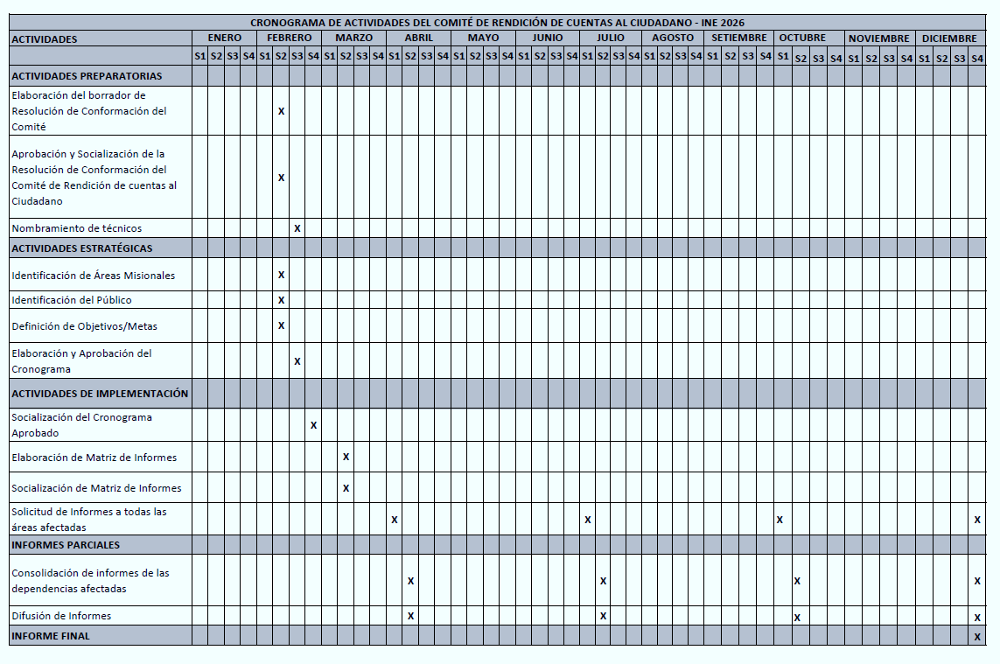 CRONOGRAMA DE ACTIVIDADES DEL COMITÉ DE RENDICIÓN DE CUENTAS AL CIUDADANO - INE 2026
ACTIVIDADES ENERO FEBRERO MARZO ABRIL MAYO JUNIO JULIO AGOSTO SETIEMBRE OCTUBRE NOVIEMBRE DICIEMBRE
S1 S2 S3 S4 S1 S2 S3 S4 S1 S2 S3 S4 S1 S2 S3 S4 S1 S2 S3 S4 S1 S2 S3 S4 S1 S2 S3 S4 S1 S2 S3 S4 S1 S2 S3 S4 S1 S2 S3 S4 S1 S2 S3 S4 S1 S2 S3 S4
ACTIVIDADES PREPARATORIAS
Elaboración del borrador de
Resolución de Conformación del X
Comité
Aprobación y Socialización de la
Resolución de Conformación del X
Comité de Rendición de cuentas al
Ciudadano
Nombramiento de técnicos X
ACTIVIDADES ESTRATÉGICAS
Identificación de Áreas Misionales X
Identificación del Público X
Definición de Objetivos/Metas X
Elaboración y Aprobación del X
Cronograma
ACTIVIDADES DE IMPLEMENTACIÓN
Socialización del Cronograma X
Aprobado
Elaboración de Matriz de Informes X
Socialización de Matriz de Informes X
Solicitud de Informes a todas las X X X X
áreas afectadas
INFORMES PARCIALES
Consolidación de informes de las X X X X
dependencias afectadas
Difusión de Informes X X X X
INFORME FINAL X